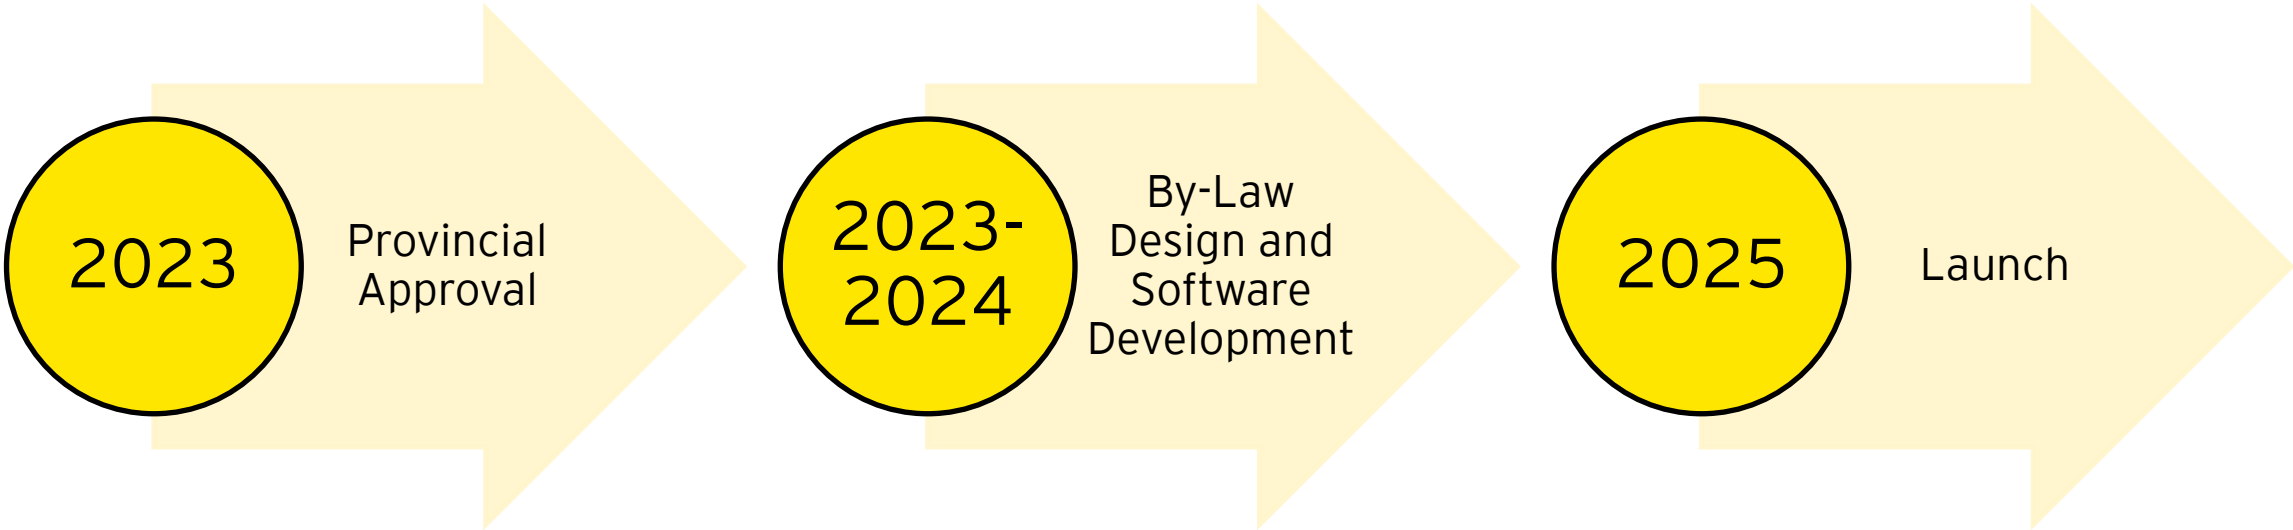 2023
Provincial
Approval
2023-
2024
By-Law
Design and
Software
Development
2025
Launch